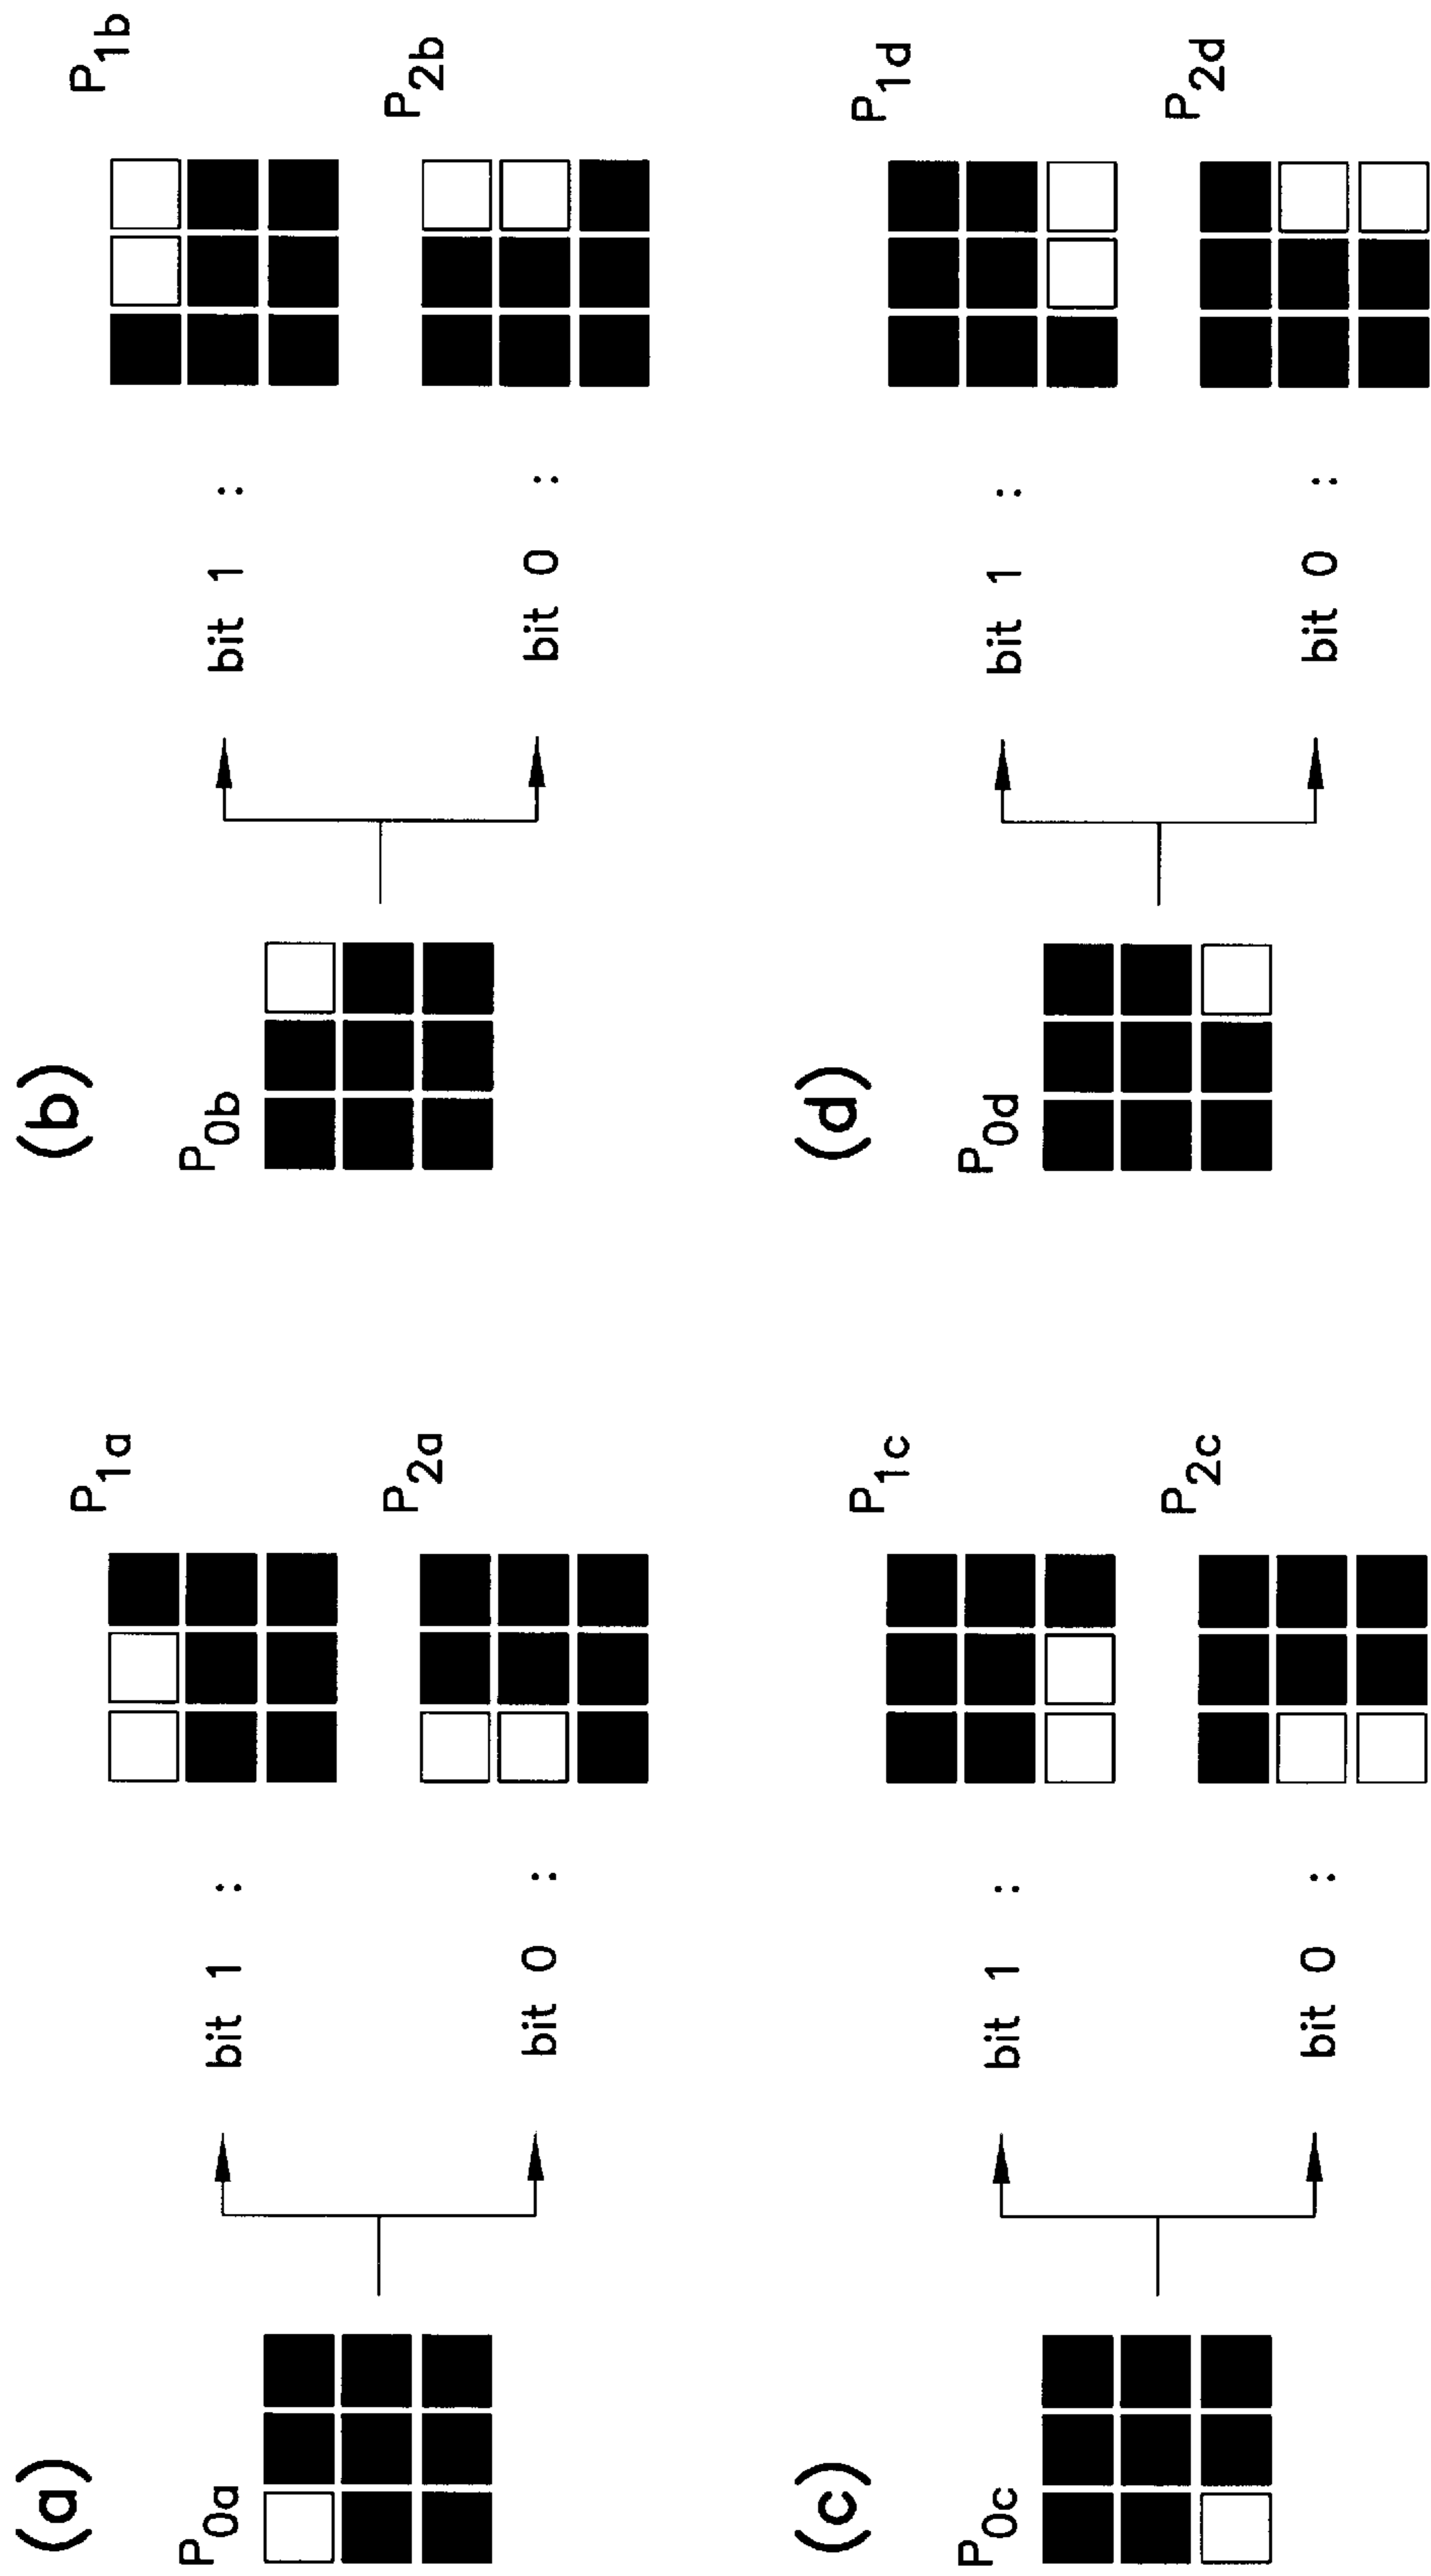 (a)
P0a
bit 1 :
P1a
bit 0 :
P2a
(b)
P0b
bit 1 :
P1b
bit 0 :
P2b
(c)
P0c
bit 1 :
P1c
bit 0 :
P2c
(d)
P0d
bit 1 :
P1d
bit 0 :
P2d